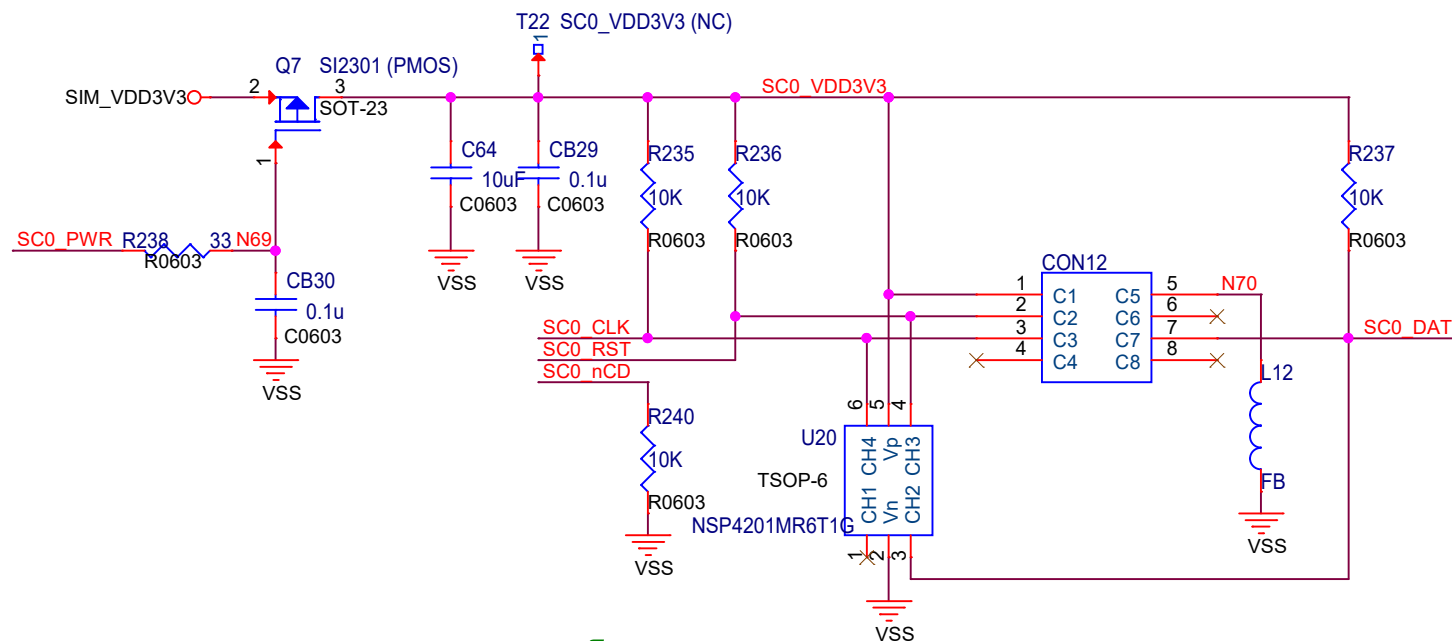 T22 SC0_VDD3V3 (NC)
1
Q7 SI2301 (PMOS)
SIM_VDD3V3
2
3
SOT-23
SC0_VDD3V3
1
C64
10uF
C0603
VSS
CB29
0.1u
C0603
VSS
R235
10K
R0603
R236
10K
R0603
R237
10K
R0603
SC0_PWR
R238
33
N69
R0603
CB30
0.1u
C0603
VSS
CON12
1
C1
C5
5
N70
2
C2
C6
6
3
C3
C7
7
4
C4
C8
8
SC0_CLK
SC0_RST
SC0_nCD
SC0_DAT
R240
10K
R0603
VSS
6
5
4
U20
CH4
Vp
CH3
TSOP-6
CH1
Vn
CH2
NSP4201MR6T1G
1
2
3
VSS
L12
FB
VSS